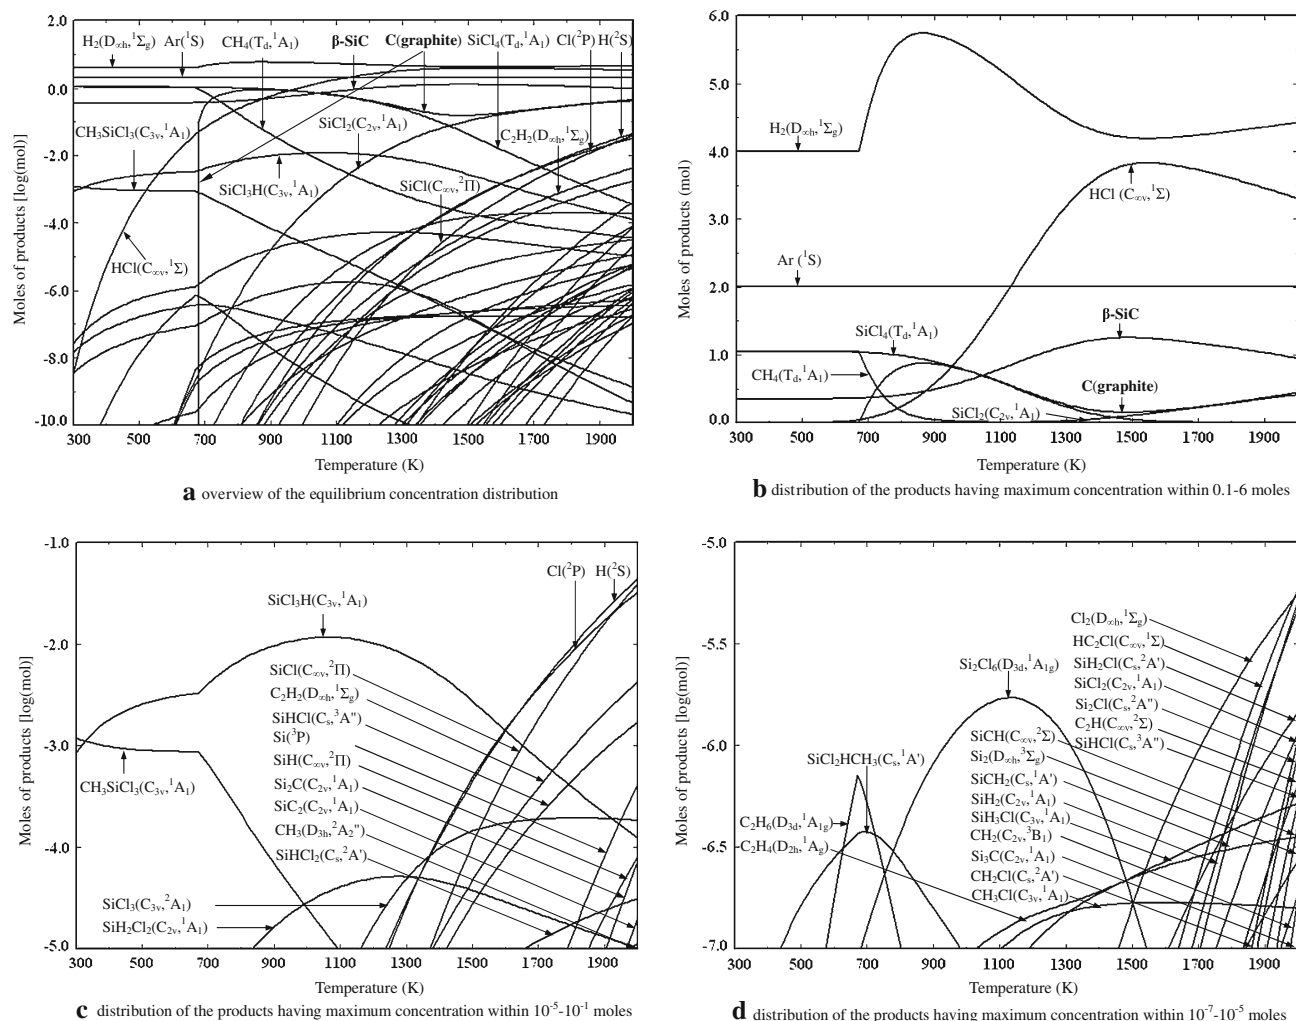 2.0
0.0
-2.0
-4.0
-6.0
-8.0
-10.0
Moles of products [log(mol)]
H₂(D∞h,¹Σg)
Ar(¹S)
CH₄(Td,¹A₁)
β-SiC
C(graphite)
SiCl₄(Td,¹A₁)
Cl(²P)
H(²S)
CH₃SiCl₃(C₃v,¹A₁)
SiCl₂(C₂v,¹A₁)
C₂H₂(D∞h,¹Σg)
SiCl₃H(C₃v,¹A₁)
SiCl(C∞v,²Π)
HCl(C∞v,¹Σ)
300 500 700 900 1100 1300 1500 1700 1900
Temperature (K)
a overview of the equilibrium concentration distribution
6.0
5.0
4.0
3.0
2.0
1.0
0.0
Moles of products (mol)
H₂(D∞h,¹Σg)
HCl (C∞v,¹Σ)
Ar (¹S)
β-SiC
SiCl₄(Td,¹A₁)
CH₄(Td,¹A₁)
C(graphite)
SiCl₂(C₂v,¹A₁)
300 500 700 900 1100 1300 1500 1700 1900
Temperature (K)
b distribution of the products having maximum concentration within 0.1-6 moles
-1.0
-2.0
-3.0
-4.0
-5.0
Moles of products [log(mol)]
Cl(²P)
H(²S)
SiCl₃H(C₃v,¹A₁)
SiCl(C∞v,²Π)
C₂H₂(D∞h,¹Σg)
SiHCl(Cs,³A")
Si(³P)
CH₃SiCl₃(C₃v,¹A₁)
SiH(C∞v,²Π)
Si₂C(C₂v,¹A₁)
SiC₂(C₂v,¹A₁)
CH₃(D₃h,²A₂")
SiHCl₂(Cs,²A')
SiCl₃(C₃v,²A₁)
SiH₂Cl₂(C₂v,¹A₁)
300 500 700 900 1100 1300 1500 1700 1900
Temperature (K)
c distribution of the products having maximum concentration within 10⁻⁵-10⁻¹ moles
-5.0
-5.5
-6.0
-6.5
-7.0
Moles of products [log(mol)]
Cl₂(D∞h,¹Σg)
HC₂Cl(C∞v,¹Σ)
SiH₂Cl(Cs,²A')
Si₂Cl₆(D₃d,¹A₁g)
SiCl₂(C₂v,¹A₁)
Si₂Cl(Cs,²A")
C₂H(C∞v,²Σ)
SiHCl(Cs,³A")
SiCH(C∞v,²Σ)
Si₂(D∞h,³Σg)
SiCl₂HCH₃(Cs,¹A')
SiCH₂(Cs,¹A')
SiH₂(C₂v,¹A₁)
C₂H₆(D₃d,¹A₁g)
SiH₃Cl(C₃v,¹A₁)
CH₂(C₂v,³B₁)
C₂H₄(D₂h,¹Ag)
Si₃C(C₂v,¹A₁)
CH₂Cl(Cs,²A')
CH₃Cl(C₃v,¹A₁)
300 500 700 900 1100 1300 1500 1700 1900
Temperature (K)
d distribution of the products having maximum concentration within 10⁻⁷-10⁻⁵ moles